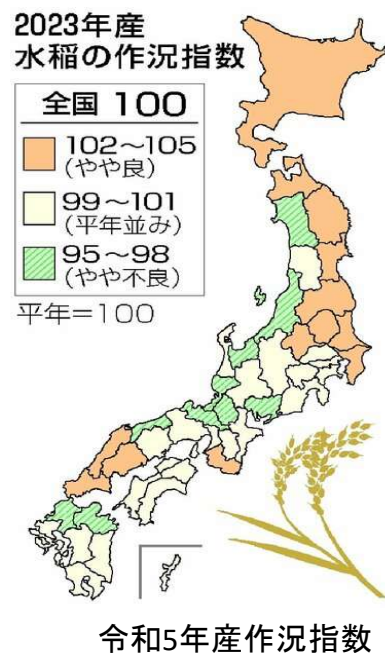 2023年産
水稲の作況指数
全国 100
102〜105
(やや良)
99〜101
(平年並み)
95〜98
(やや不良)
平年=100
令和5年産作況指数